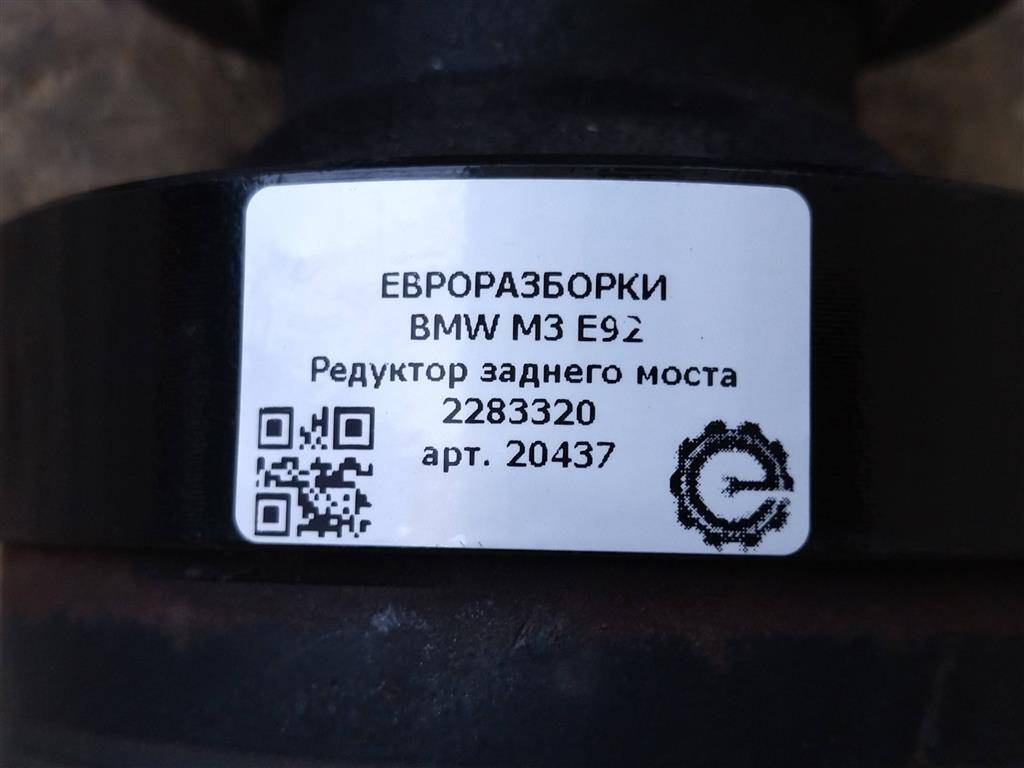 ЕВРОРАЗБОРКИ
BMW M3 E92
Редуктор заднего моста
2283320
арт. 20437